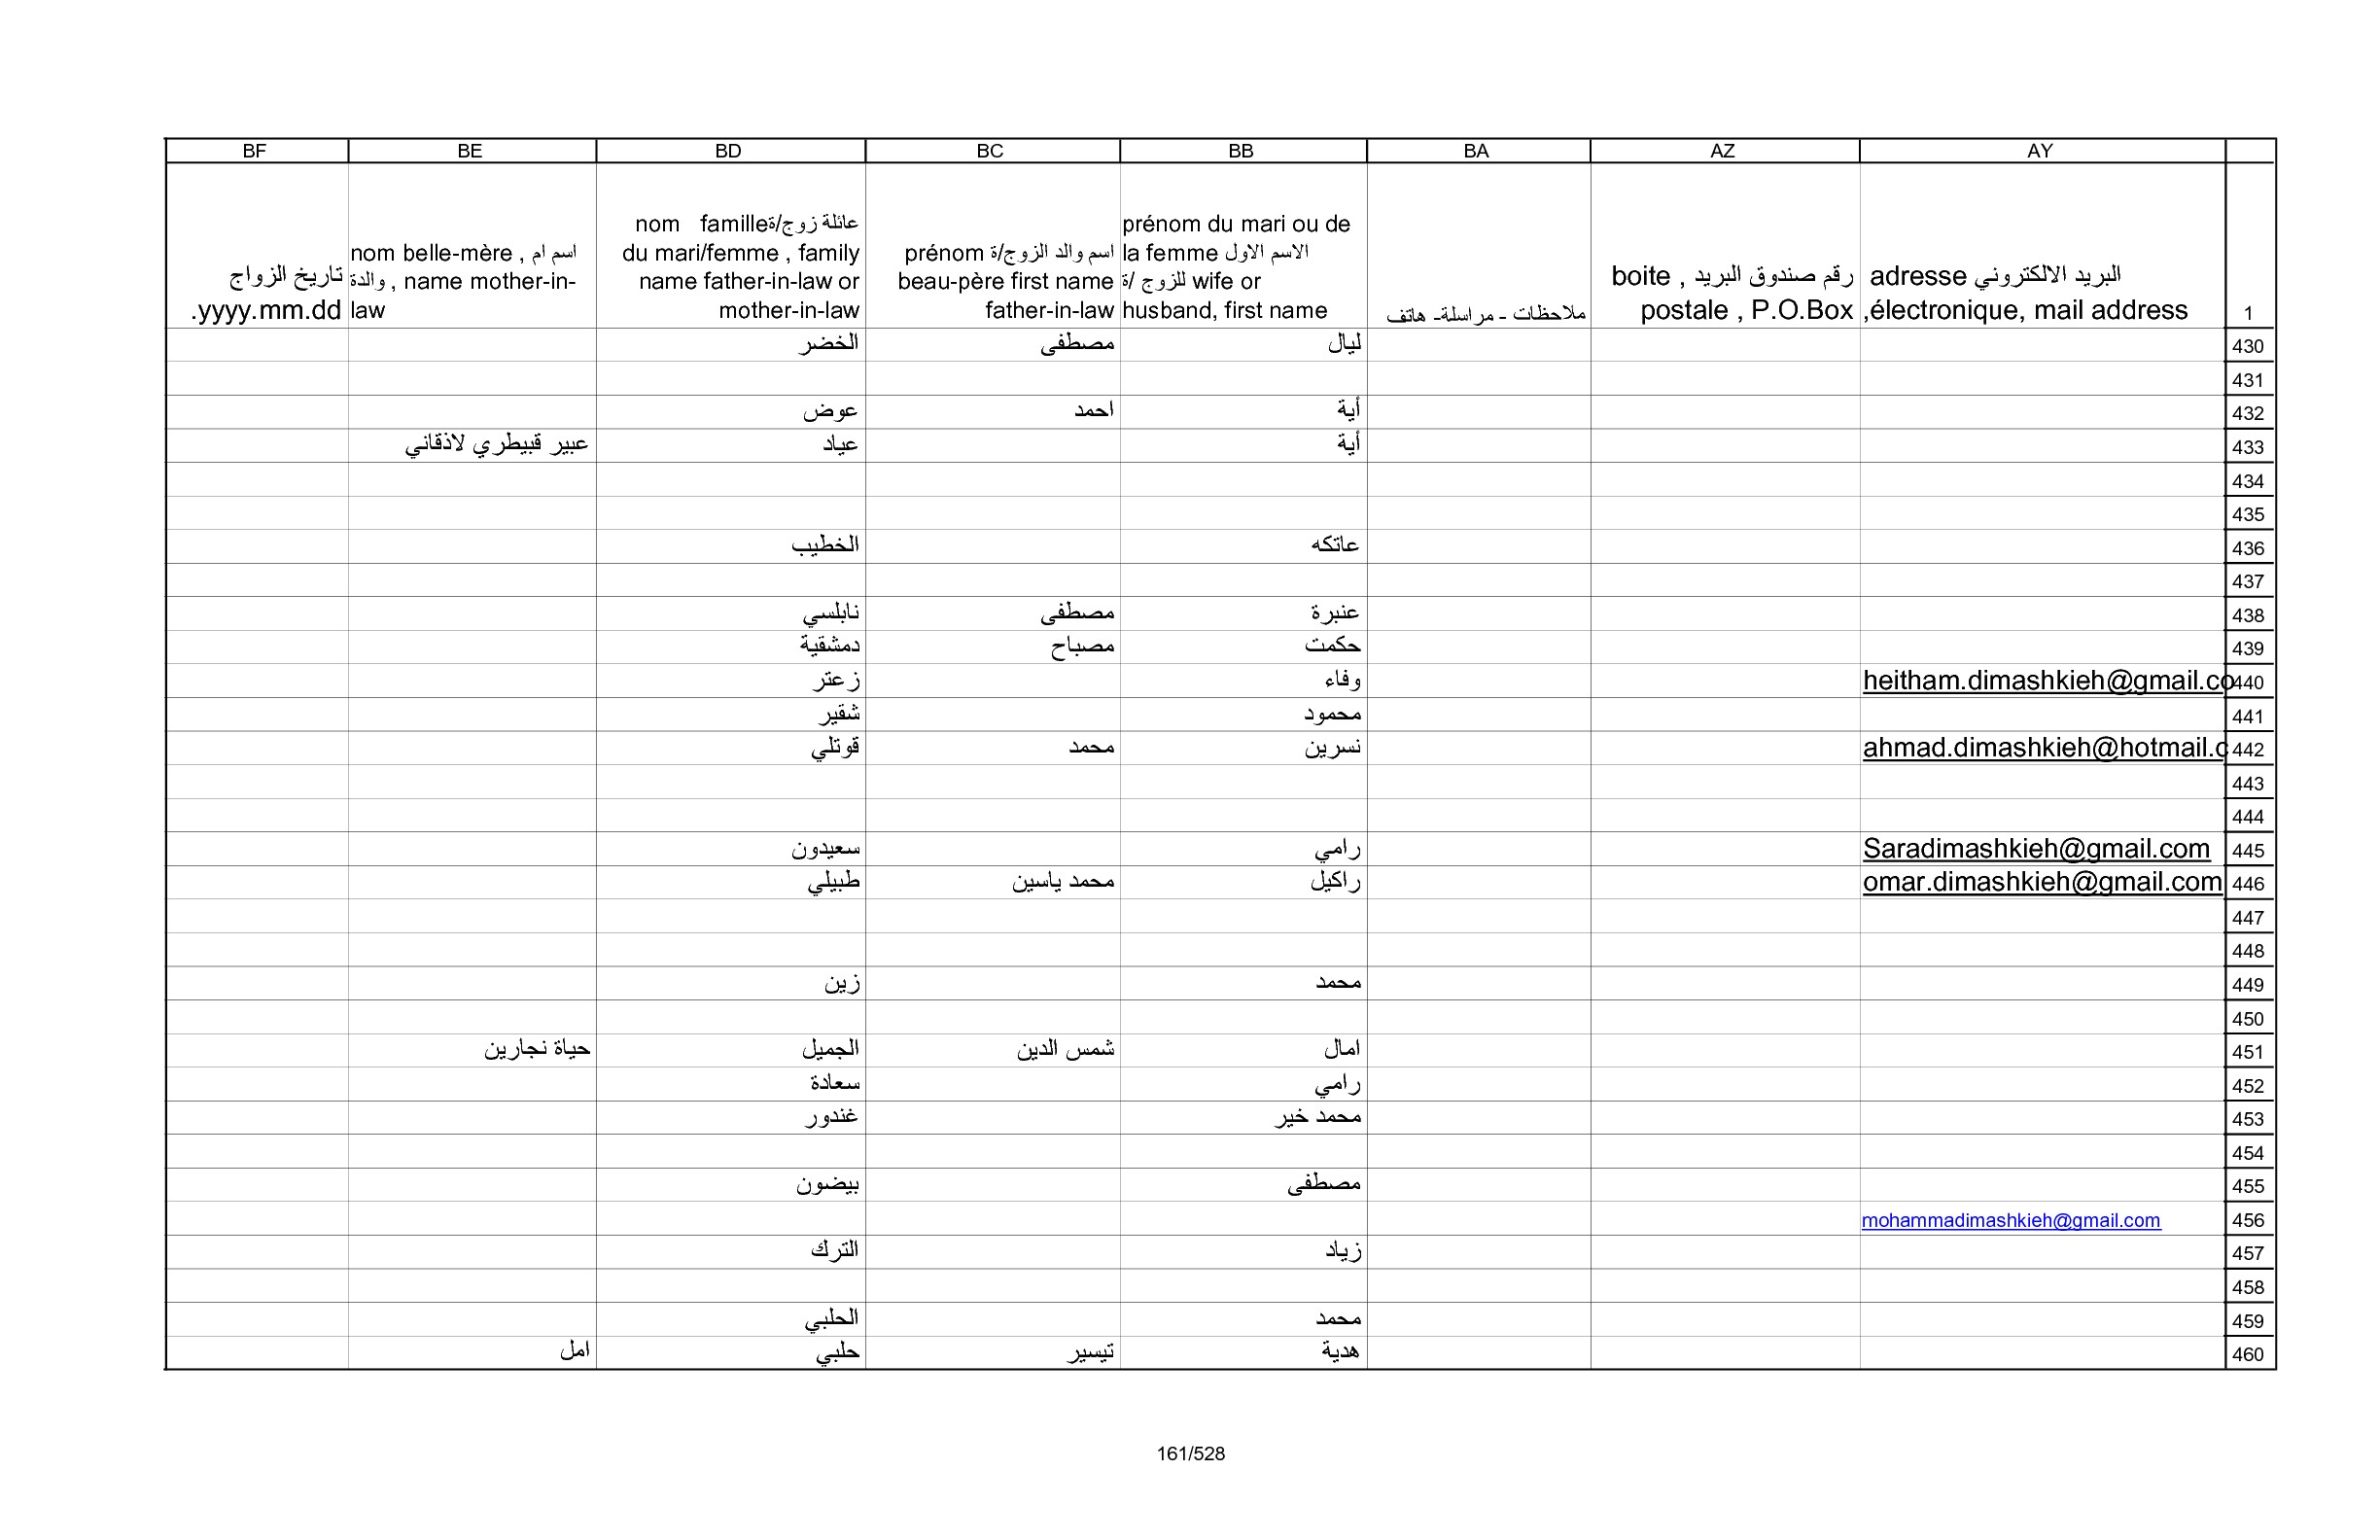 AY AZ BA BB BC BD BE BF
1 البريد الالكتروني adresse électronique, mail address, رقم صندوق البريد , boite postale , P.O.Box ملاحظات - مراسلة- هاتف prénom du mari ou de la femme الاسم الاول للزوج /ة wife or husband, first name اسم والد الزوج/ة prénom beau-père first name father-in-law عائلة زوج/ة nom famille du mari/femme , family name father-in-law or mother-in-law nom belle-mère , اسم ام والدة , name mother-in-law تاريخ الزواج yyyy.mm.dd.
430 ليال مصطفى الخضر
431
432 أية احمد عوض
433 أية عياد عبير قبيطري لاذقاني
434
435
436 عاتكه الخطيب
437
438 عنبرة مصطفى نابلسي
439 حكمت مصباح دمشقية
440 heitham.dimashkieh@gmail.co وفاء زعتر
441 محمود شقير
442 ahmad.dimashkieh@hotmail.c نسرين محمد قوتلي
443
444
445 Saradimashkieh@gmail.com رامي سعيدون
446 omar.dimashkieh@gmail.com راكيل محمد ياسين طبيلي
447
448
449 محمد زين
450
451 امال شمس الدين الجميل حياة نجارين
452 رامي سعادة
453 محمد خير غندور
454
455 مصطفى بيضون
456 mohammadimashkieh@gmail.com
457 زياد الترك
458
459 محمد الحلبي
460 هدية تيسير حلبي امل
161/528